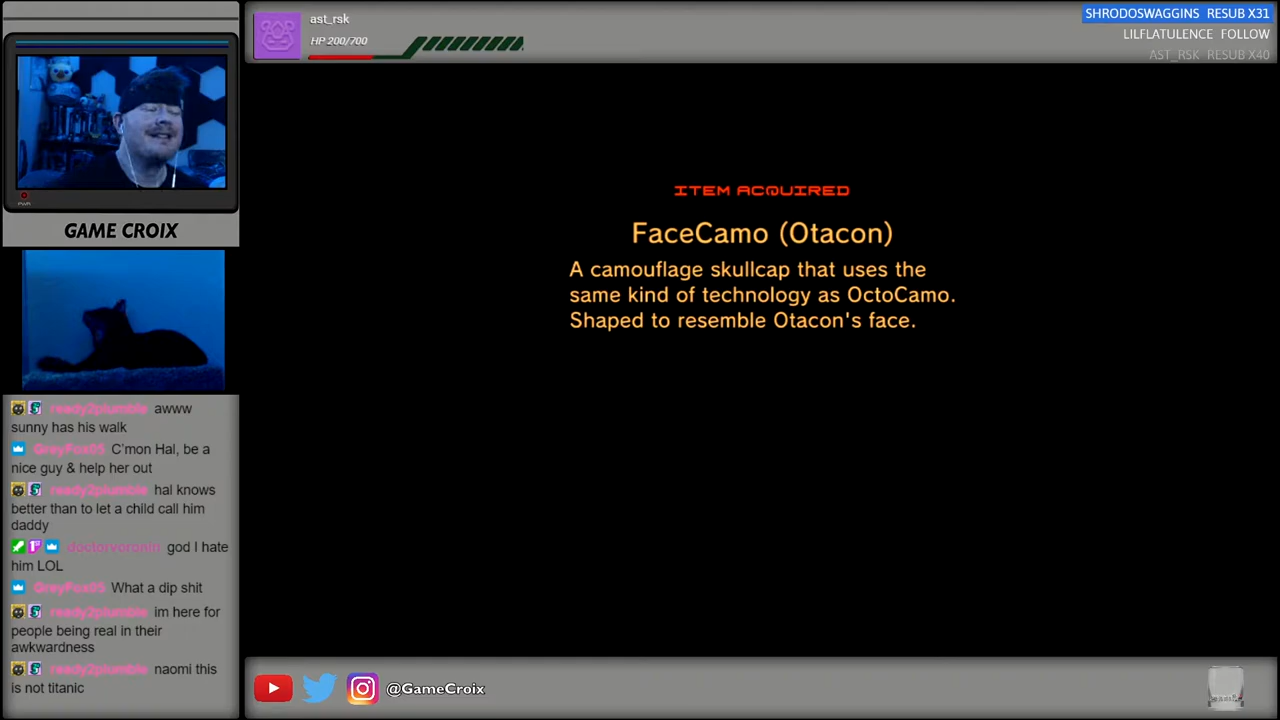 ast_rsk
HP 200/700
SHRODOSWAGGINS RESUB X31
LILFLATULENCE FOLLOW
AST_RSK RESUB X40
PWR
GAME CROIX
ITEM ACQUIRED
FaceCamo (Otacon)
A camouflage skullcap that uses the
same kind of technology as OctoCamo.
Shaped to resemble Otacon's face.
ready2plumble awww
sunny has his walk
GreyFox05 C'mon Hal, be a
nice guy & help her out
ready2plumble hal knows
better than to let a child call him
daddy
doctorvoronin god I hate
him LOL
GreyFox05 What a dip shit
ready2plumble im here for
people being real in their
awkwardness
ready2plumble naomi this
is not titanic
@GameCroix